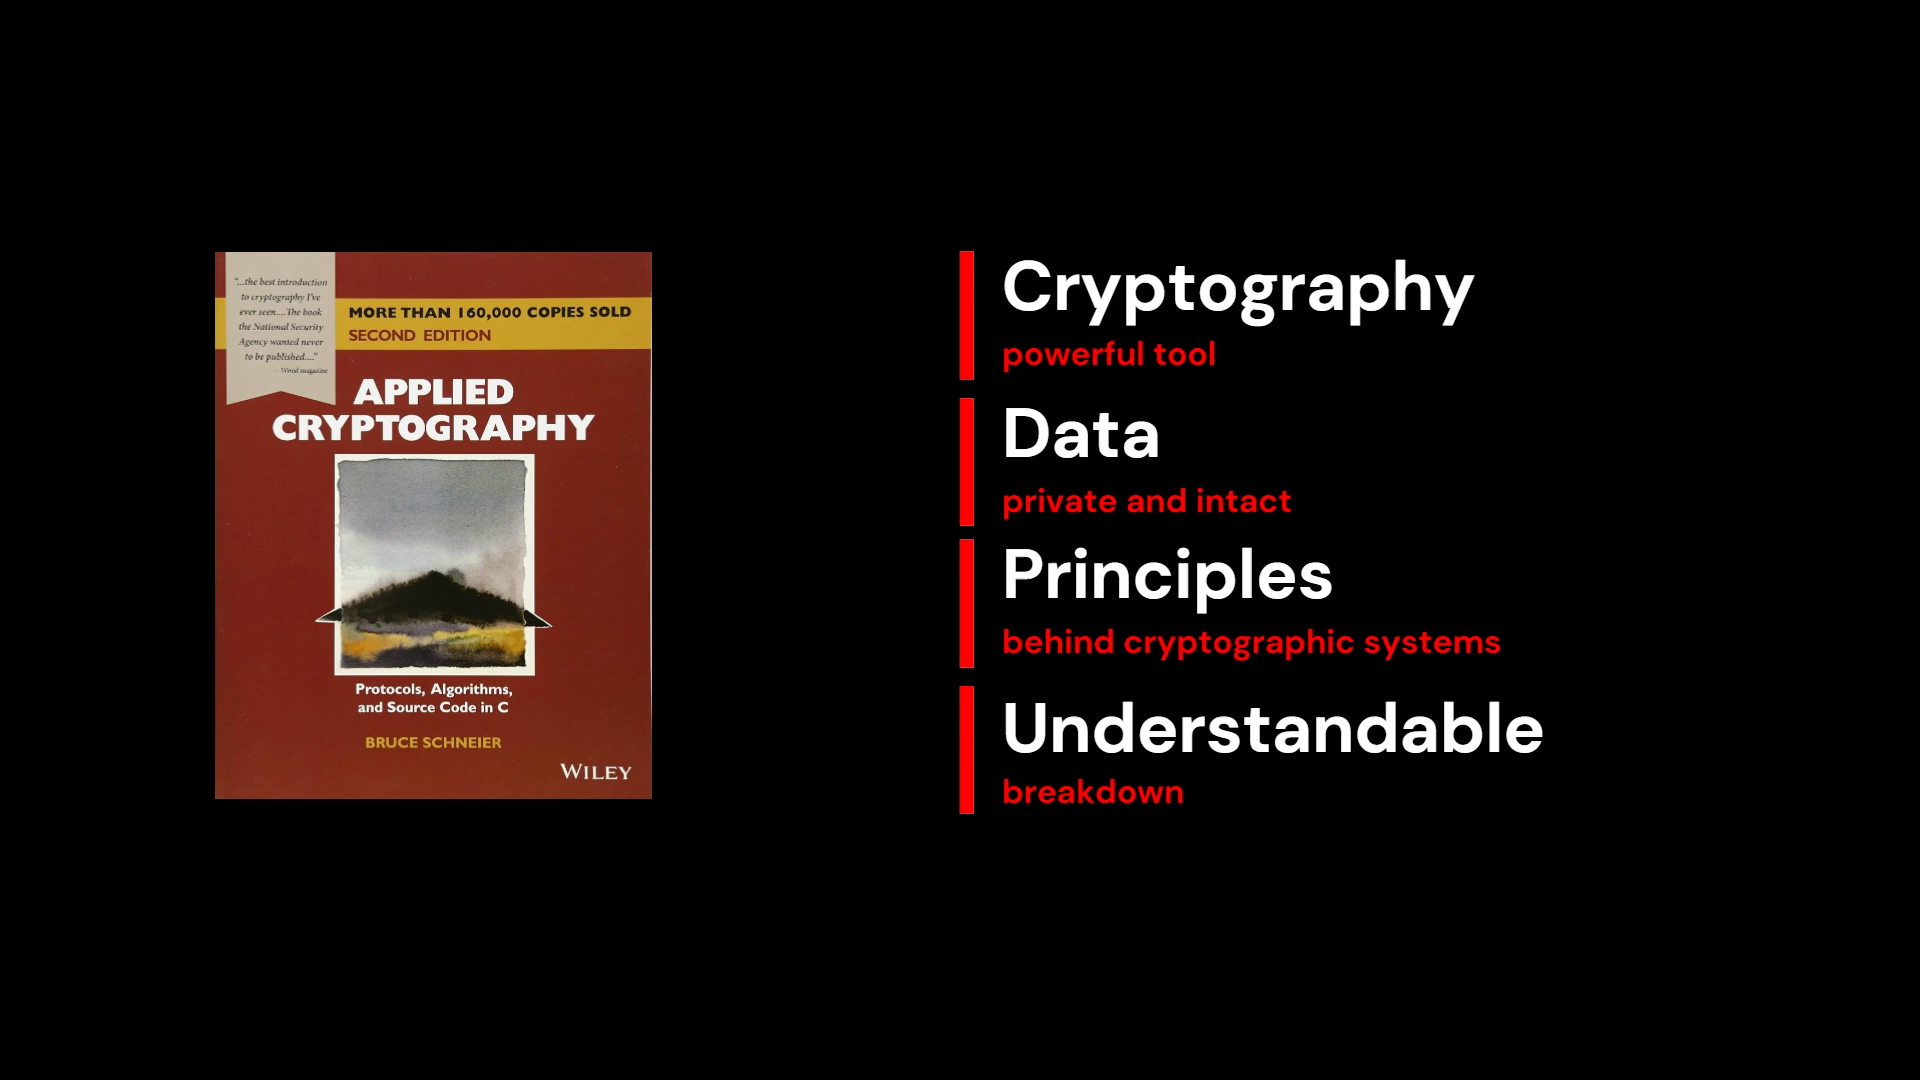 "...the best introduction
to cryptography I've
ever seen....The book
the National Security
Agency wanted never
to be published...."
—Wired magazine
MORE THAN 160,000 COPIES SOLD
SECOND EDITION
APPLIED
CRYPTOGRAPHY
Protocols, Algorithms,
and Source Code in C
BRUCE SCHNEIER
WILEY
Cryptography
powerful tool
Data
private and intact
Principles
behind cryptographic systems
Understandable
breakdown